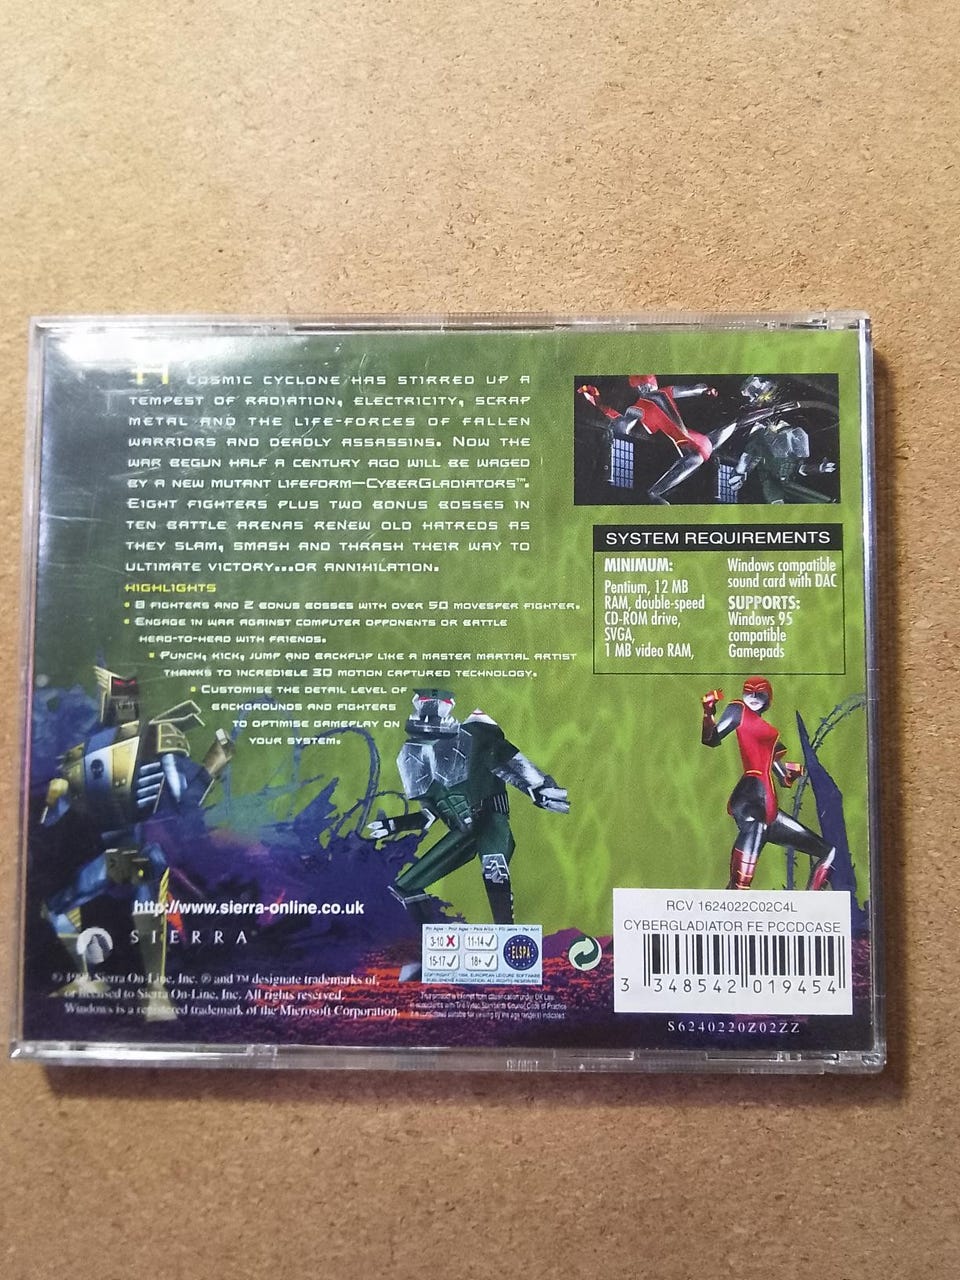 A COSMIC CYCLONE HAS STIRRED UP A
TEMPEST OF RADIATION, ELECTRICITY, SCRAP
METAL AND THE LIFE-FORCES OF FALLEN
WARRIORS AND DEADLY ASSASSINS. NOW THE
WAR BEGUN HALF A CENTURY AGO WILL BE WAGED
BY A NEW MUTANT LIFEFORM—CYBERGLADIATORS™.
EIGHT FIGHTERS PLUS TWO BONUS BOSSES IN
TEN BATTLE ARENAS RENEW OLD HATREDS AS
THEY SLAM, SMASH AND THRASH THEIR WAY TO
ULTIMATE VICTORY...OR ANNIHILATION.
HIGHLIGHTS
• 8 FIGHTERS AND 2 BONUS BOSSES WITH OVER 50 MOVESPER FIGHTER.
• ENGAGE IN WAR AGAINST COMPUTER OPPONENTS OR BATTLE
HEAD-TO-HEAD WITH FRIENDS.
• PUNCH, KICK, JUMP AND BACKFLIP LIKE A MASTER MARTIAL ARTIST
THANKS TO INCREDIBLE 3D MOTION CAPTURED TECHNOLOGY.
• CUSTOMISE THE DETAIL LEVEL OF
BACKGROUNDS AND FIGHTERS
TO OPTIMISE GAMEPLAY ON
YOUR SYSTEM.
SYSTEM REQUIREMENTS
MINIMUM:
Pentium, 12 MB
RAM, double-speed
CD-ROM drive,
SVGA,
1 MB video RAM,
Windows compatible
sound card with DAC
SUPPORTS:
Windows 95
compatible
Gamepads
http://www.sierra-online.co.uk
SIERRA®
© Sierra On-Line, Inc. ® and ™ designate trademarks of,
or licensed to Sierra On-Line, Inc. All rights reserved.
Windows is a registered trademark of the Microsoft Corporation.
3-10 11-14
15-17 18+
ELSPA
RCV 1624022C02C4L
CYBERGLADIATOR FE PCCDCASE
3 348542 019454
S6240220Z02ZZ